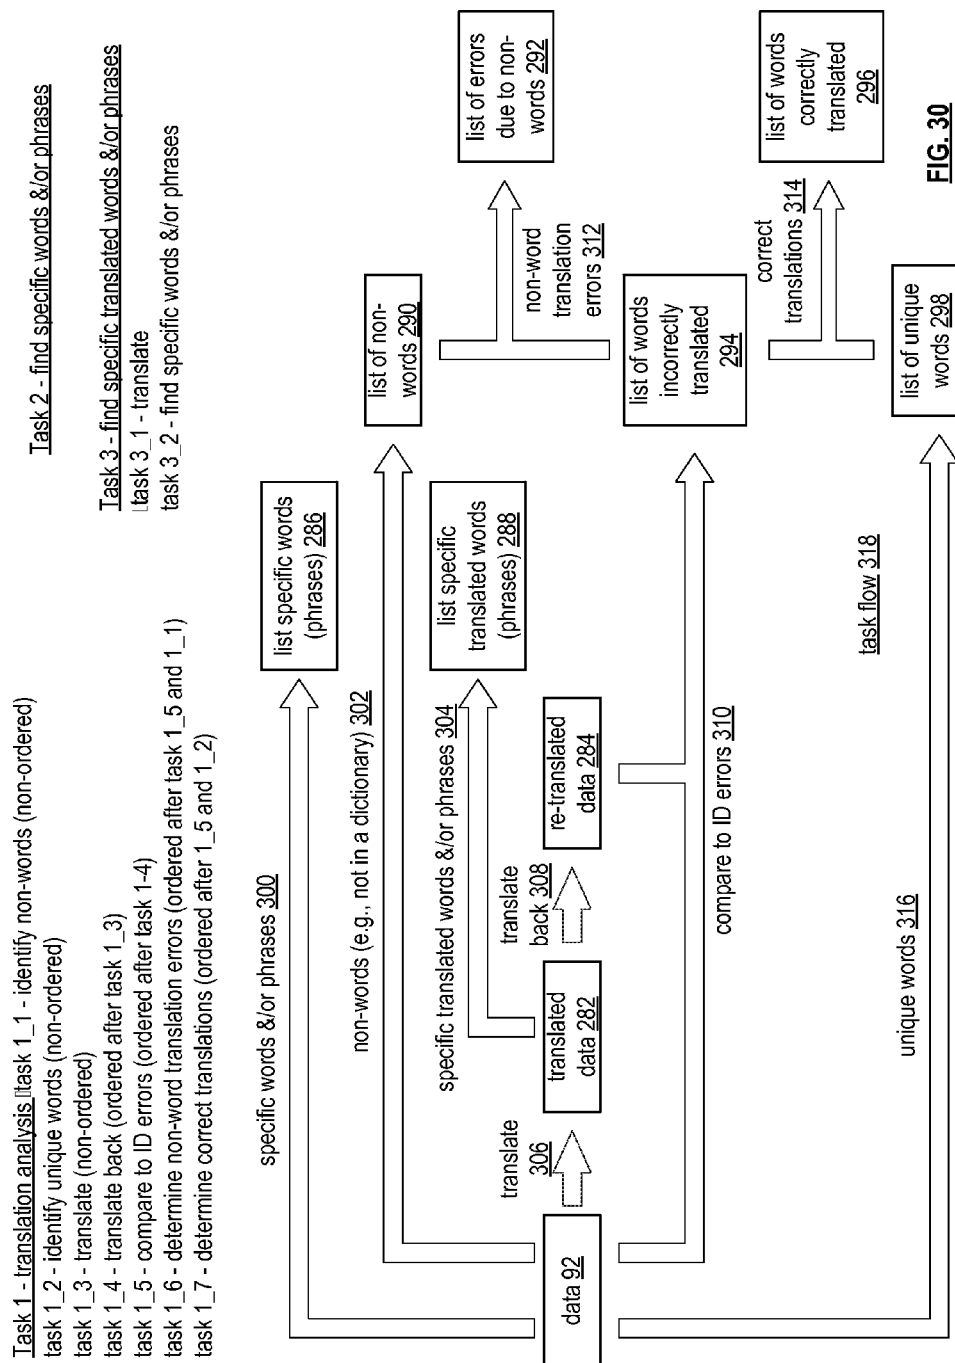 Task 1 - translation analysis task 1_1 - identify non-words (non-ordered)
task 1_2 - identify unique words (non-ordered)
task 1_3 - translate (non-ordered)
task 1_4 - translate back (ordered after task 1_3)
task 1_5 - compare to ID errors (ordered after task 1-4)
task 1_6 - determine non-word translation errors (ordered after task 1_5 and 1_1)
task 1_7 - determine correct translations (ordered after 1_5 and 1_2)
Task 2 - find specific words &/or phrases
Task 3 - find specific translated words &/or phrases
task 3_1 - translate
task 3_2 - find specific words &/or phrases
specific words &/or phrases 300
list specific words
(phrases) 286
non-words (e.g., not in a dictionary) 302
list of non-
words 290
specific translated words &/or phrases 304
list specific
translated words
(phrases) 288
list of errors
due to non-
words 292
non-word
translation
errors 312
data 92
translate
306
translated
data 282
translate
back 308
re-translated
data 284
compare to ID errors 310
list of words
incorrectly
translated
294
correct
translations 314
list of words
correctly
translated
296
unique words 316
list of unique
words 298
task flow 318
FIG. 30